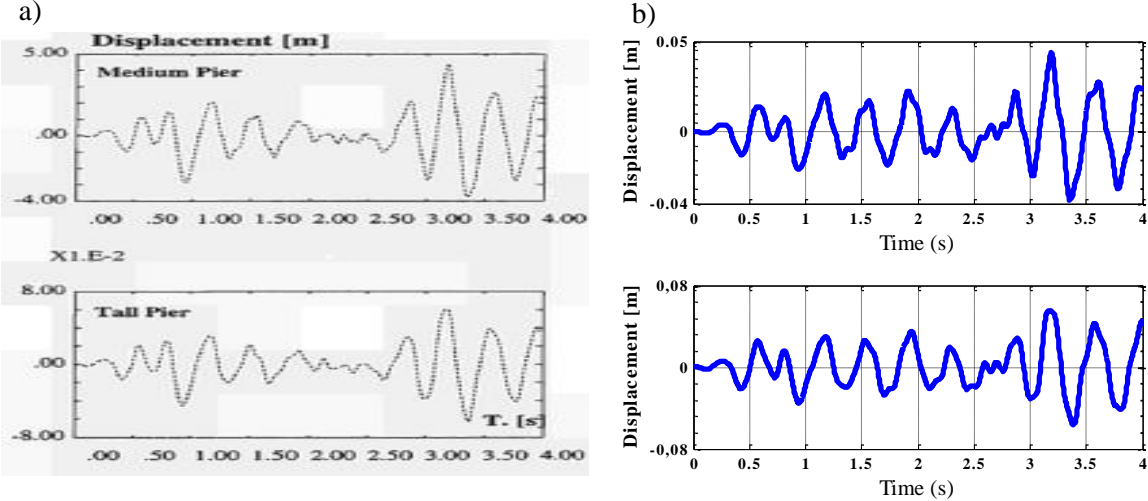 a)
Displacement [m]
5.00
Medium Pier
.00
-4.00
.00 .50 1.00 1.50 2.00 2.50 3.00 3.50 4.00
X1.E-2
8.00
Tall Pier
.00
T. [s]
-8.00
.00 .50 1.00 1.50 2.00 2.50 3.00 3.50 4.00
b)
0.05
Displacement [m]
0
-0.04
0 0.5 1 1.5 2 2.5 3 3.5 4
Time (s)
0,08
Displacement [m]
0
-0.08
0 0.5 1 1.5 2 2.5 3 3.5 4
Time (s)